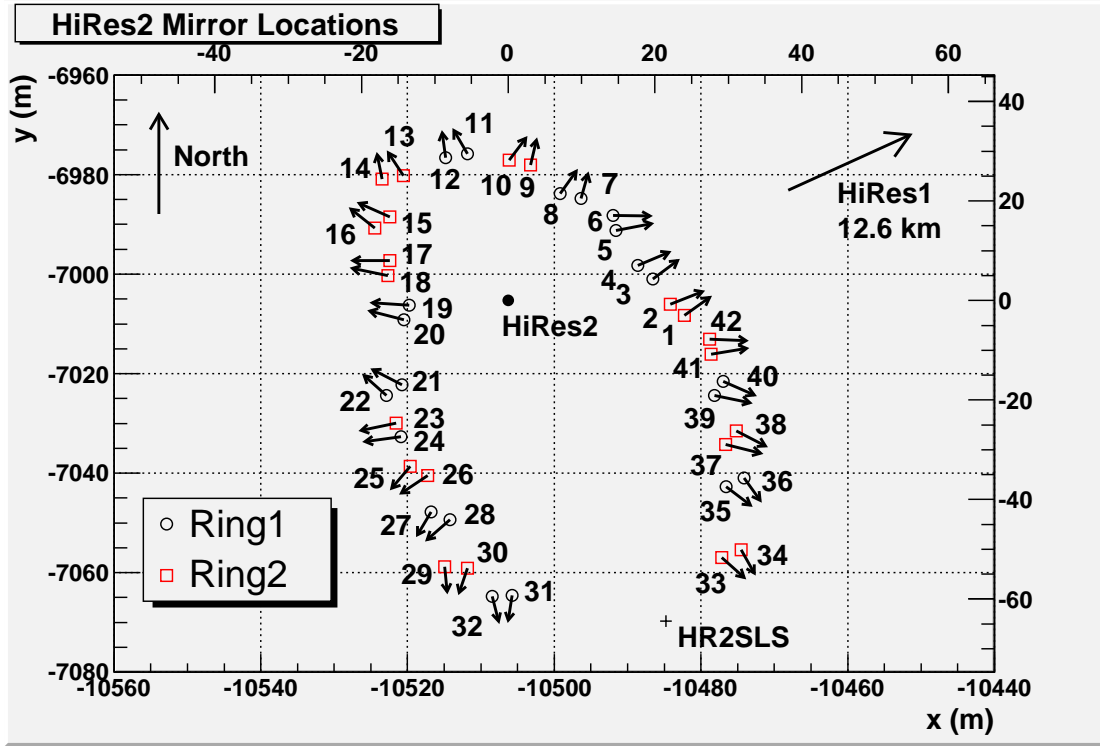 HiRes2 Mirror Locations
-40 -20 0 20 40 60
y (m)
-6960
-6980
-7000
-7020
-7040
-7060
-7080
40
20
0
-20
-40
-60
North
HiRes1
12.6 km
HiRes2
HR2SLS
13 11
14 12 10 9 7
8
16 15 6
5
17
18 4 3
19 2
20 1 42
41
21 40
22 39
23 38
24 37
25 26 36
35
27 28
29 30 34
33
31
32
Ring1
Ring2
-10560 -10540 -10520 -10500 -10480 -10460 -10440
x (m)